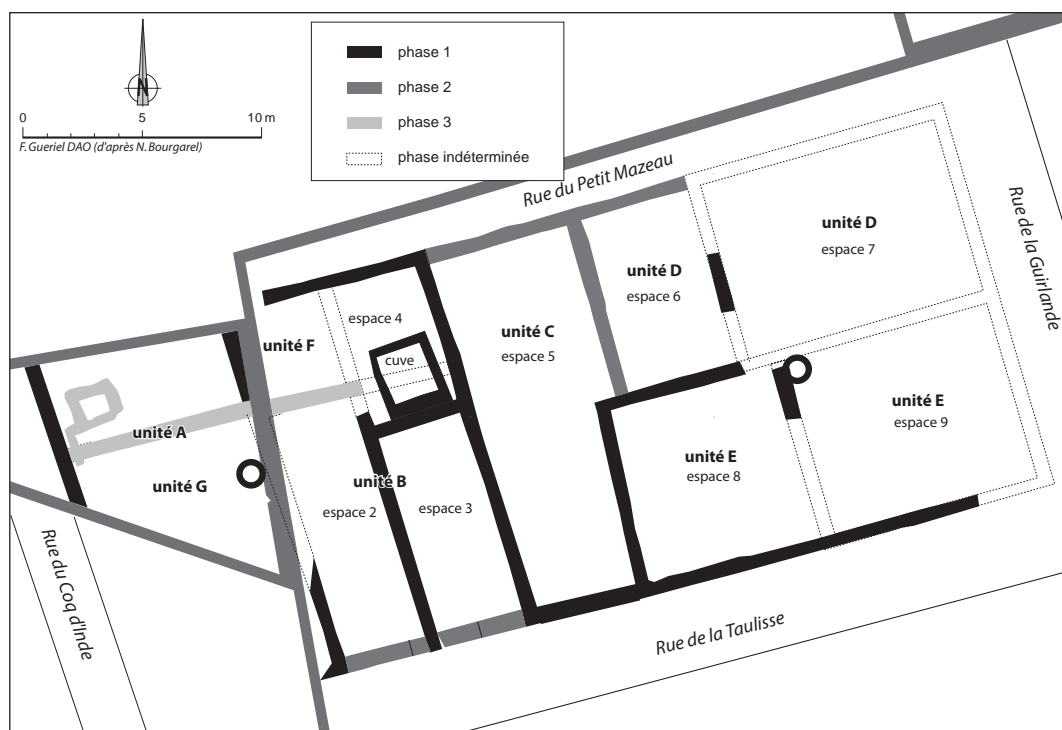 phase 1
phase 2
phase 3
phase indéterminée
N
0 5 10 m
F. Gueriel DAO (d'après N. Bourgarel)
Rue du Petit Mazeau
Rue de la Guirlande
unité D
espace 7
unité D
espace 6
espace 4
unité F
cuve
unité C
espace 5
unité E
espace 9
unité A
unité E
espace 8
unité B
unité G
espace 3
espace 2
Rue du Coq d'Inde
Rue de la Taulisse